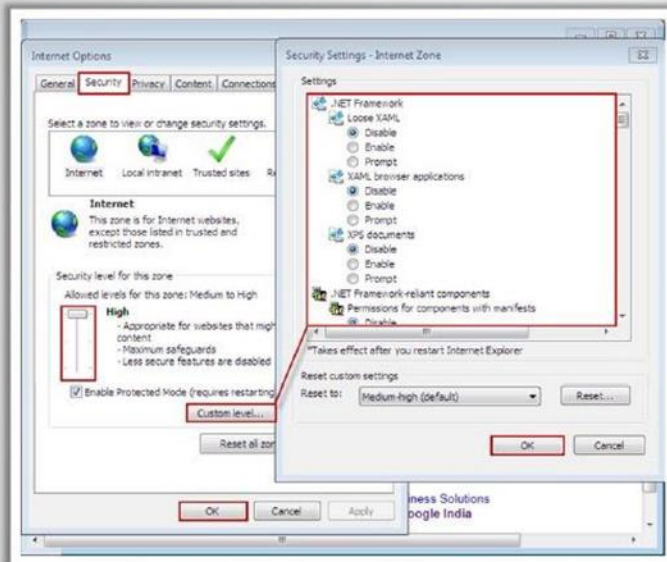 Internet Options
General Security Privacy Content Connections
Select a zone to view or change security settings.
Internet Local intranet Trusted sites
Internet
This zone is for Internet websites,
except those listed in trusted and
restricted zones.
Security level for this zone
Allowed levels for this zone: Medium to High
High
- Appropriate for websites that
content
- Maximum safeguards
- Less secure features are disabled
Enable Protected Mode (requires restarting
Custom level...
Reset all
OK Cancel Apply
Security Settings - Internet Zone
Settings
.NET Framework
Loose XAML
Disable
Enable
Prompt
XAML browser applications
Disable
Enable
Prompt
XPS documents
Disable
Enable
Prompt
.NET Framework-reliant components
Permissions for components with manifests
Disable
*Takes effect after you restart Internet Explorer
Reset custom settings
Reset to: Medium-high (default) Reset...
OK Cancel
iness Solutions
oogle India